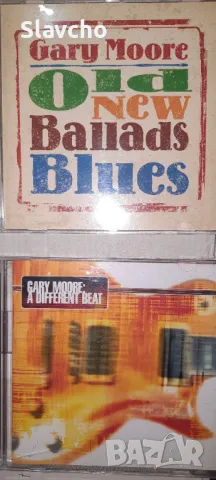 Slavcho
Gary Moore
Old
New
Ballads
Blues
GARY MOORE:
A DIFFERENT BEAT
BAZAR